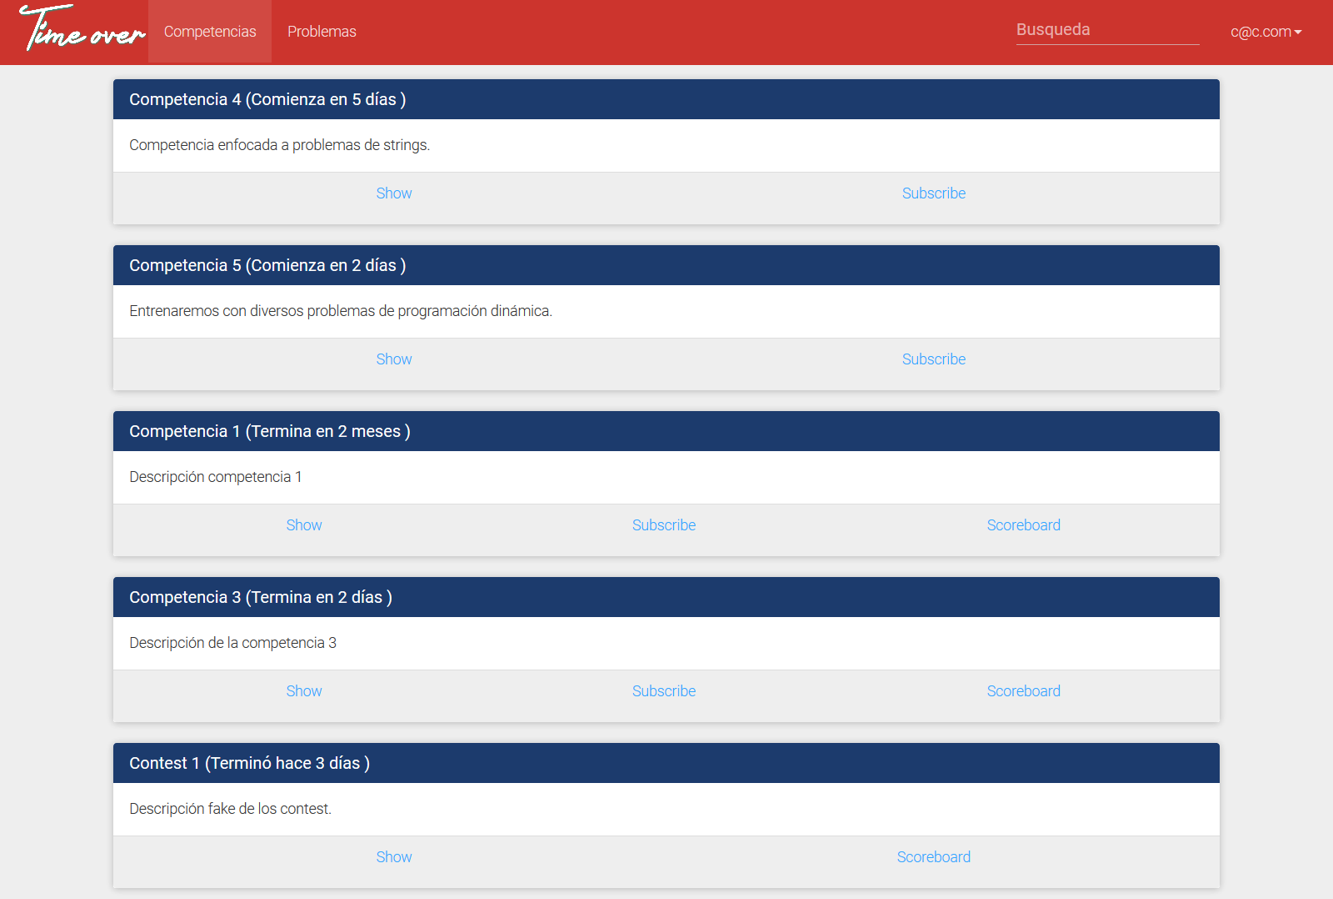 Time over
Competencias
Problemas
Busqueda
c@c.com
Competencia 4 (Comienza en 5 días )
Competencia enfocada a problemas de strings.
Show Subscribe
Competencia 5 (Comienza en 2 días )
Entrenaremos con diversos problemas de programación dinámica.
Show Subscribe
Competencia 1 (Termina en 2 meses )
Descripción competencia 1
Show Subscribe Scoreboard
Competencia 3 (Termina en 2 días )
Descripción de la competencia 3
Show Subscribe Scoreboard
Contest 1 (Terminó hace 3 días )
Descripción fake de los contest.
Show Scoreboard